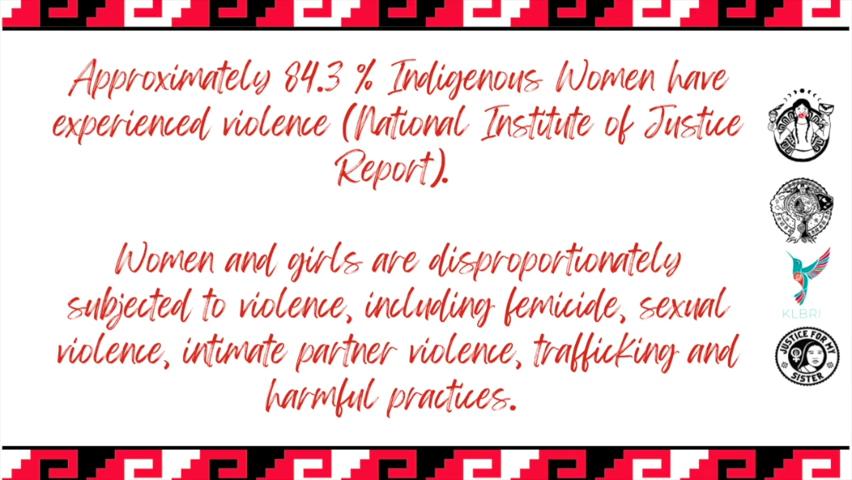 Approximately 84.3 % Indigenous Women have
experienced violence (National Institute of Justice
Report).
Women and girls are disproportionately
subjected to violence, including femicide, sexual
violence, intimate partner violence, trafficking and
harmful practices.
KLBRI
JUSTICE FOR MY
SISTER